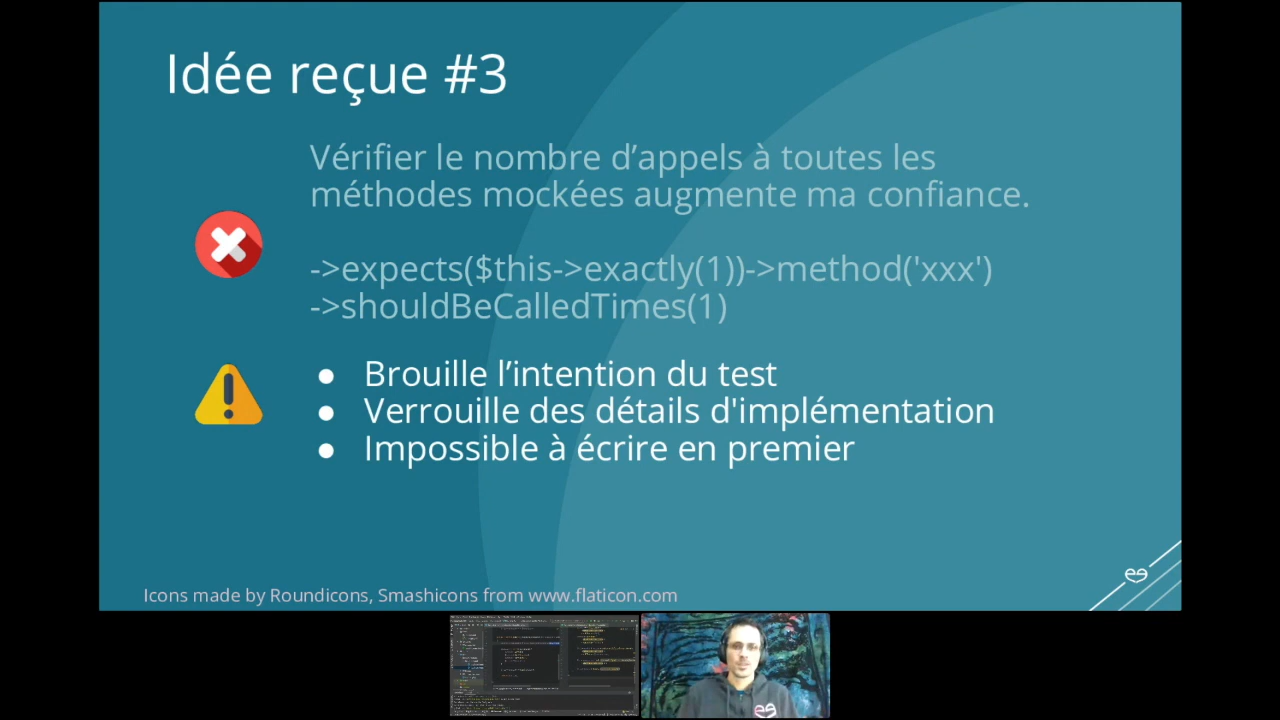 Idée reçue #3
Vérifier le nombre d’appels à toutes les
méthodes mockées augmente ma confiance.
->expects($this->exactly(1))->method('xxx')
->shouldBeCalledTimes(1)
● Brouille l’intention du test
● Verrouille des détails d'implémentation
● Impossible à écrire en premier
Icons made by Roundicons, Smashicons from www.flaticon.com